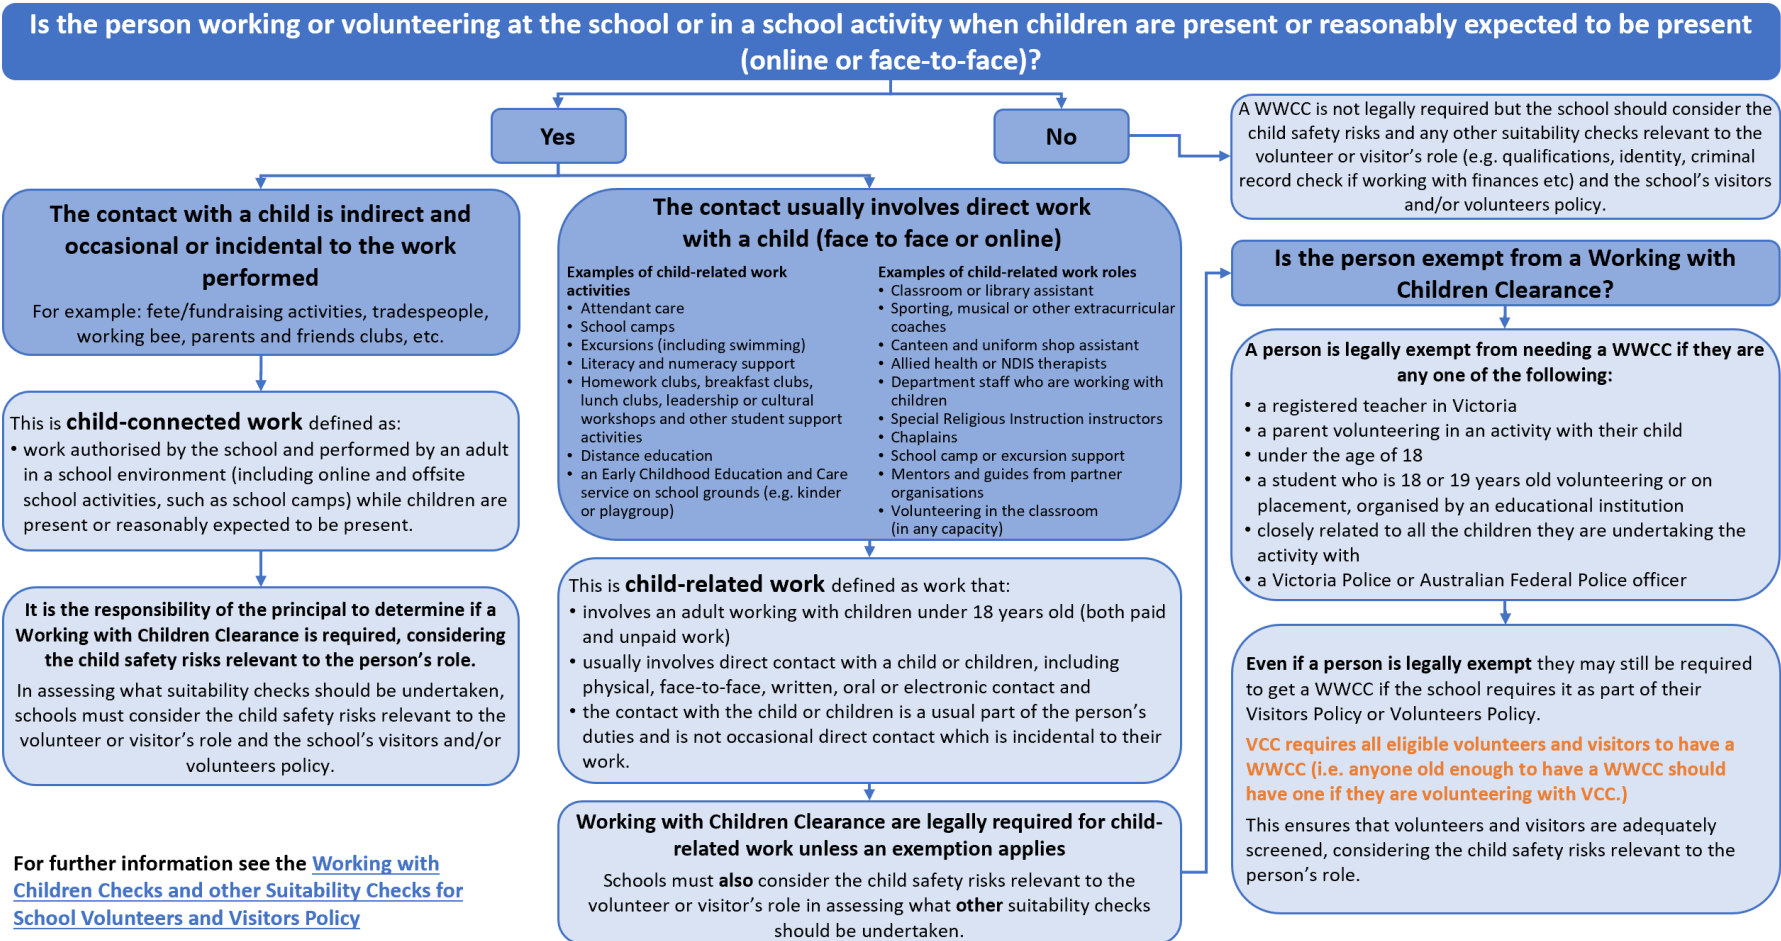 Is the person working or volunteering at the school or in a school activity when children are present or reasonably expected to be present
(online or face-to-face)?
Yes
No
A WWCC is not legally required but the school should consider the
child safety risks and any other suitability checks relevant to the
volunteer or visitor’s role (e.g. qualifications, identity, criminal
record check if working with finances etc) and the school’s visitors
and/or volunteers policy.
The contact with a child is indirect and
occasional or incidental to the work
performed
For example: fete/fundraising activities, tradespeople,
working bee, parents and friends clubs, etc.
This is child-connected work defined as:
• work authorised by the school and performed by an adult
in a school environment (including online and offsite
school activities, such as school camps) while children are
present or reasonably expected to be present.
It is the responsibility of the principal to determine if a
Working with Children Clearance is required, considering
the child safety risks relevant to the person’s role.
In assessing what suitability checks should be undertaken,
schools must consider the child safety risks relevant to the
volunteer or visitor’s role and the school’s visitors and/or
volunteers policy.
For further information see the Working with
Children Checks and other Suitability Checks for
School Volunteers and Visitors Policy
The contact usually involves direct work
with a child (face to face or online)
Examples of child-related work
activities
• Attendant care
• School camps
• Excursions (including swimming)
• Literacy and numeracy support
• Homework clubs, breakfast clubs,
lunch clubs, leadership or cultural
workshops and other student support
activities
• Distance education
• an Early Childhood Education and Care
service on school grounds (e.g. kinder
or playgroup)
Examples of child-related work roles
• Classroom or library assistant
• Sporting, musical or other extracurricular
coaches
• Canteen and uniform shop assistant
• Allied health or NDIS therapists
• Department staff who are working with
children
• Special Religious Instruction instructors
• Chaplains
• School camp or excursion support
• Mentors and guides from partner
organisations
• Volunteering in the classroom
(in any capacity)
This is child-related work defined as work that:
• involves an adult working with children under 18 years old (both paid
and unpaid work)
• usually involves direct contact with a child or children, including
physical, face-to-face, written, oral or electronic contact and
• the contact with the child or children is a usual part of the person’s
duties and is not occasional direct contact which is incidental to their
work.
Working with Children Clearance are legally required for child-
related work unless an exemption applies
Schools must also consider the child safety risks relevant to the
volunteer or visitor’s role in assessing what other suitability checks
should be undertaken.
Is the person exempt from a Working with
Children Clearance?
A person is legally exempt from needing a WWCC if they are
any one of the following:
• a registered teacher in Victoria
• a parent volunteering in an activity with their child
• under the age of 18
• a student who is 18 or 19 years old volunteering or on
placement, organised by an educational institution
• closely related to all the children they are undertaking the
activity with
• a Victoria Police or Australian Federal Police officer
Even if a person is legally exempt they may still be required
to get a WWCC if the school requires it as part of their
Visitors Policy or Volunteers Policy.
VCC requires all eligible volunteers and visitors to have a
WWCC (i.e. anyone old enough to have a WWCC should
have one if they are volunteering with VCC.)
This ensures that volunteers and visitors are adequately
screened, considering the child safety risks relevant to the
person’s role.